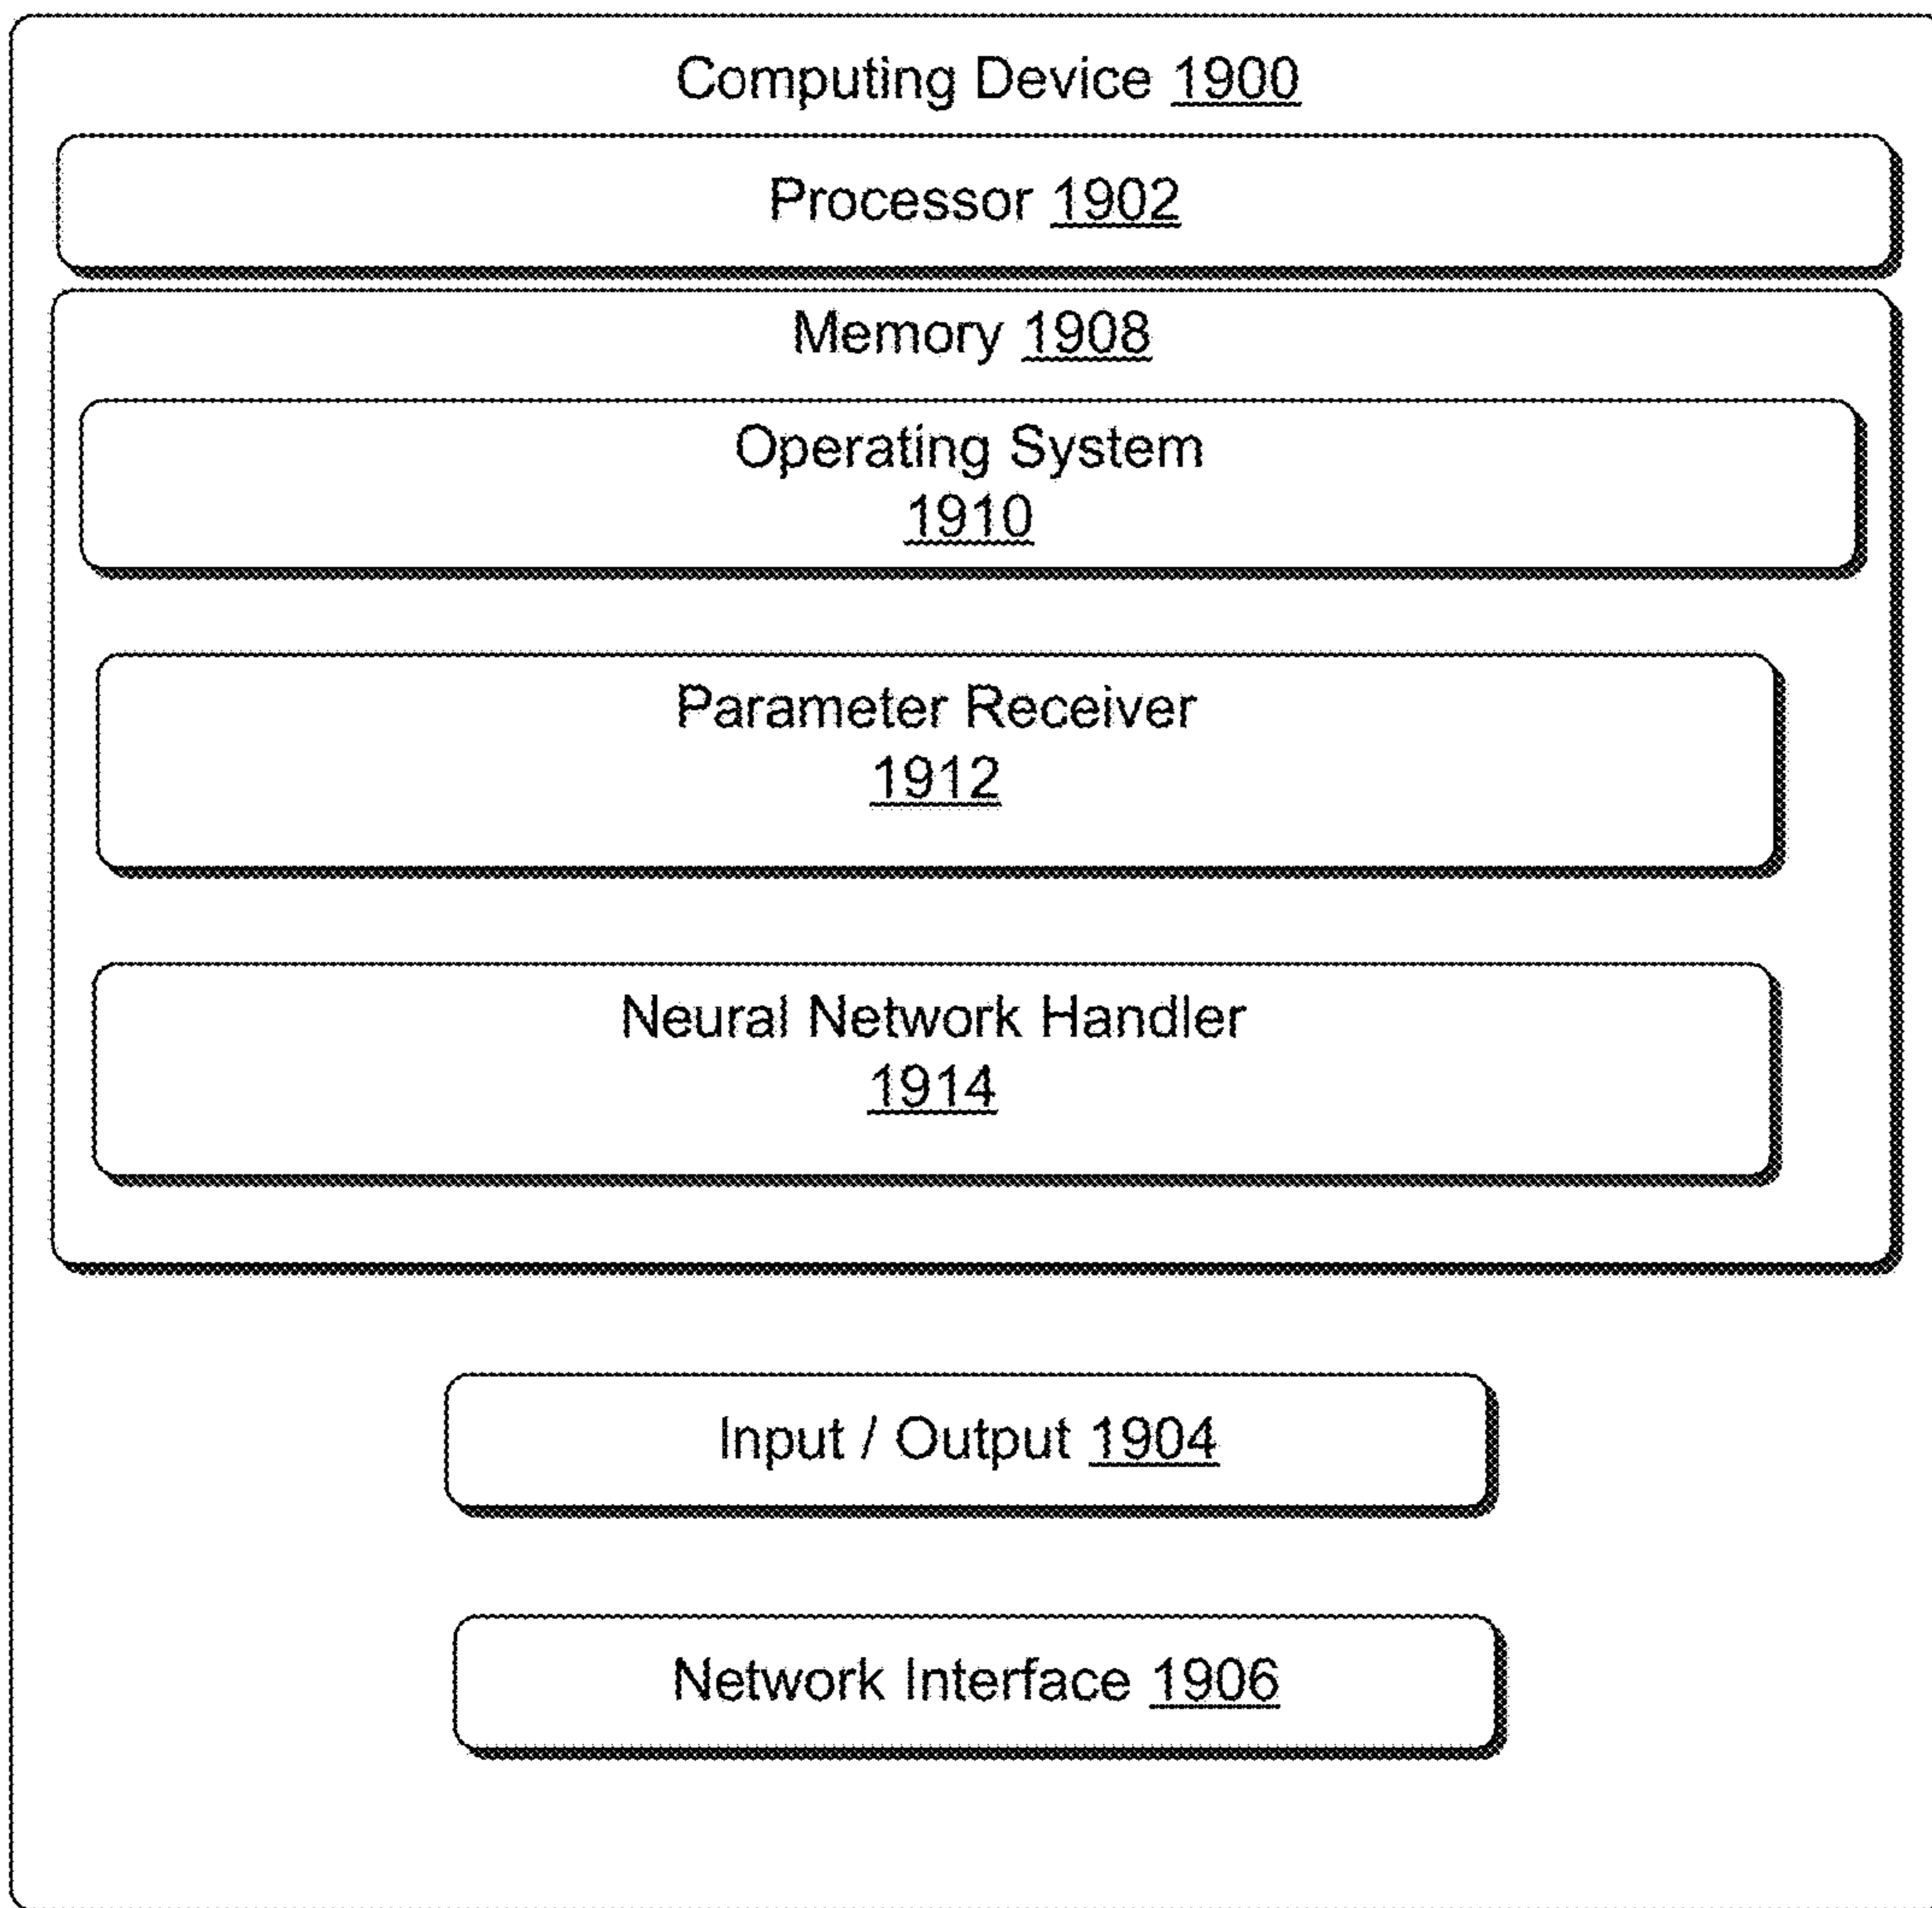 Computing Device 1900
Processor 1902
Memory 1908
Operating System
1910
Parameter Receiver
1912
Neural Network Handler
1914
Input / Output 1904
Network Interface 1906